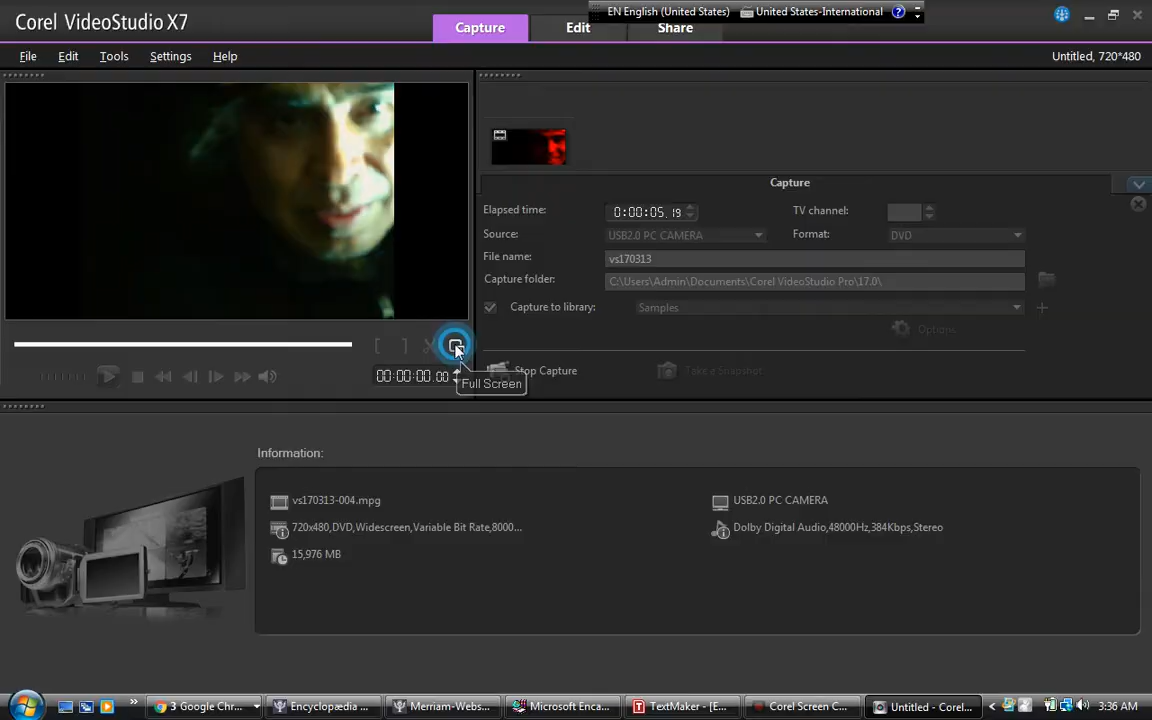 Corel VideoStudio X7
Capture
Edit
Share
EN English (United States)
United States-International
File
Edit
Tools
Settings
Help
Untitled, 720*480
Capture
Elapsed time:
0:00:05.19
TV channel:
Source:
USB2.0 PC CAMERA
Format:
DVD
File name:
vs170313
Capture folder:
C:\Users\Admin\Documents\Corel VideoStudio Pro\17.0\
Capture to library:
Samples
Options
Stop Capture
Take a Snapshot
00:00:00.00
Full Screen
Information:
vs170313-004.mpg
USB2.0 PC CAMERA
720x480,DVD,Widescreen,Variable Bit Rate,8000...
Dolby Digital Audio,48000Hz,384Kbps,Stereo
15,976 MB
3 Google Chr...
Encyclopædia ...
Merriam-Webs...
Microsoft Enca...
TextMaker - [E...
Corel Screen C...
Untitled - Corel...
3:36 AM